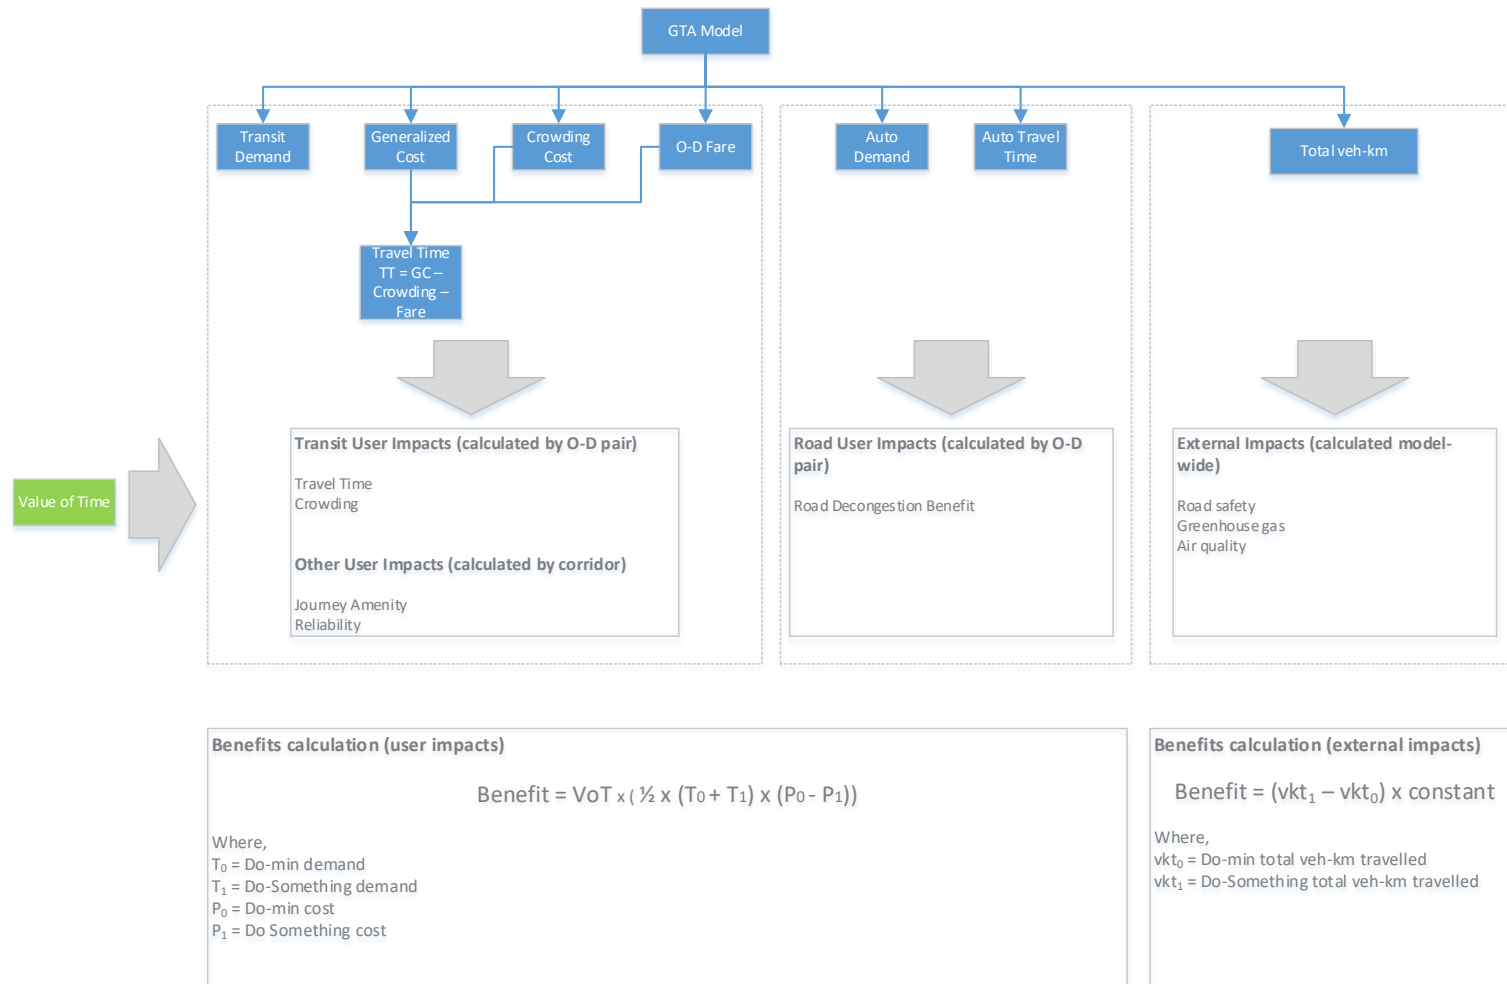 GTA Model
Transit
Demand
Generalized
Cost
Crowding
Cost
O-D Fare
Auto
Demand
Auto Travel
Time
Total veh-km
Travel Time
TT = GC –
Crowding –
Fare
Value of Time
Transit User Impacts (calculated by O-D pair)
Travel Time
Crowding
Other User Impacts (calculated by corridor)
Journey Amenity
Reliability
Road User Impacts (calculated by O-D
pair)
Road Decongestion Benefit
External Impacts (calculated model-
wide)
Road safety
Greenhouse gas
Air quality
Benefits calculation (user impacts)
Benefit = VoT x ( ½ x (T₀ + T₁) x (P₀ - P₁))
Where,
T₀ = Do-min demand
T₁ = Do-Something demand
P₀ = Do-min cost
P₁ = Do Something cost
Benefits calculation (external impacts)
Benefit = (vkt₁ – vkt₀) x constant
Where,
vkt₀ = Do-min total veh-km travelled
vkt₁ = Do-Something total veh-km travelled